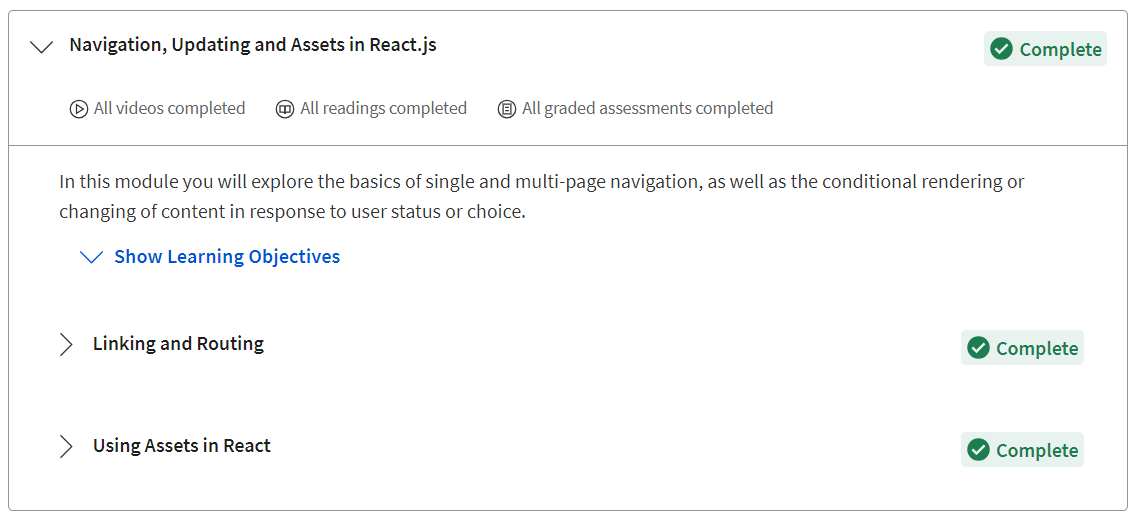 Navigation, Updating and Assets in React.js
Complete
All videos completed
All readings completed
All graded assessments completed
In this module you will explore the basics of single and multi-page navigation, as well as the conditional rendering or
changing of content in response to user status or choice.
Show Learning Objectives
Linking and Routing
Complete
Using Assets in React
Complete